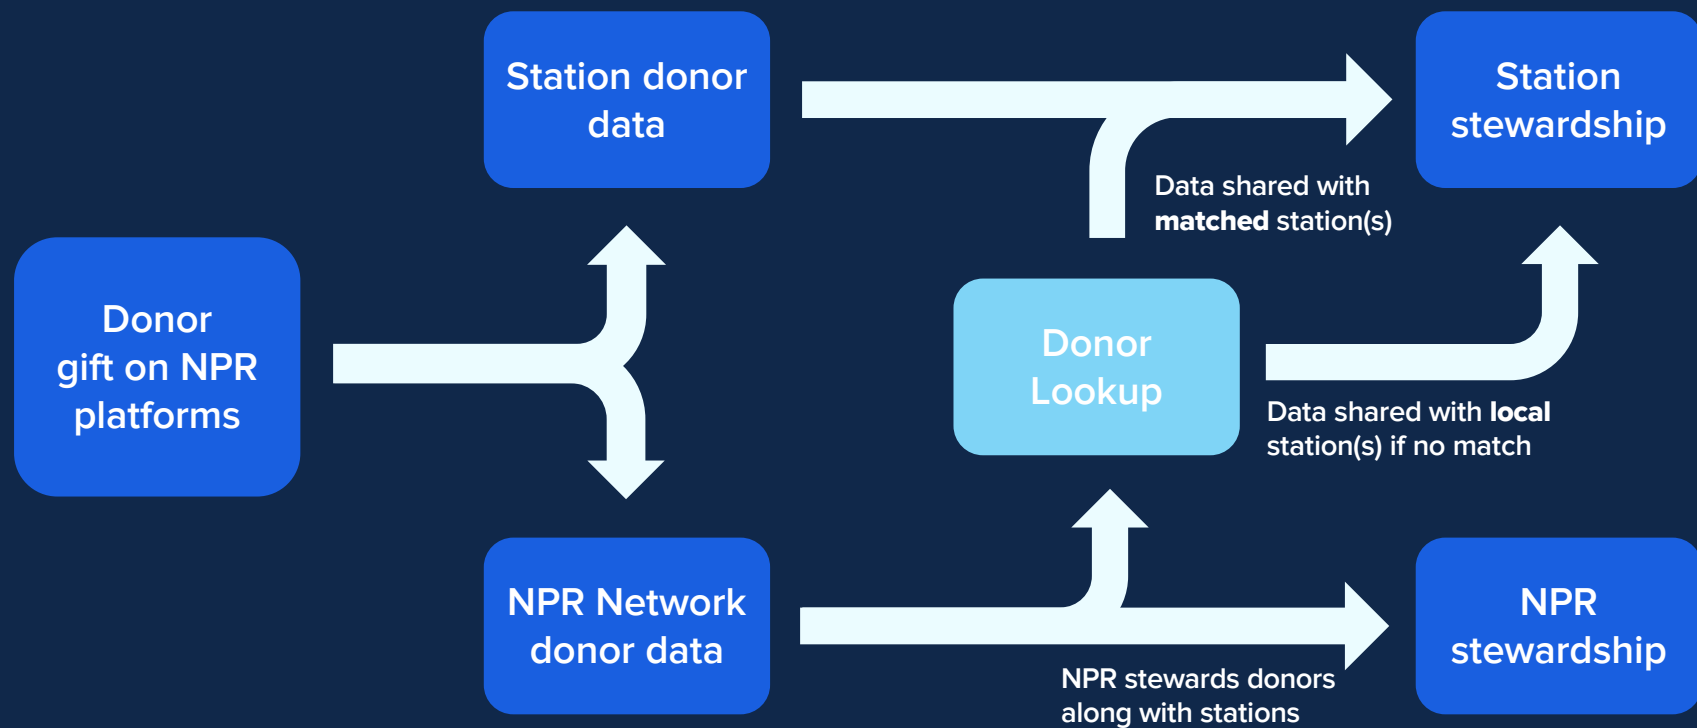 Station donor
data
Station
stewardship
Data shared with
matched station(s)
Donor
gift on NPR
platforms
Donor
Lookup
Data shared with local
station(s) if no match
NPR Network
donor data
NPR
stewardship
NPR stewards donors
along with stations